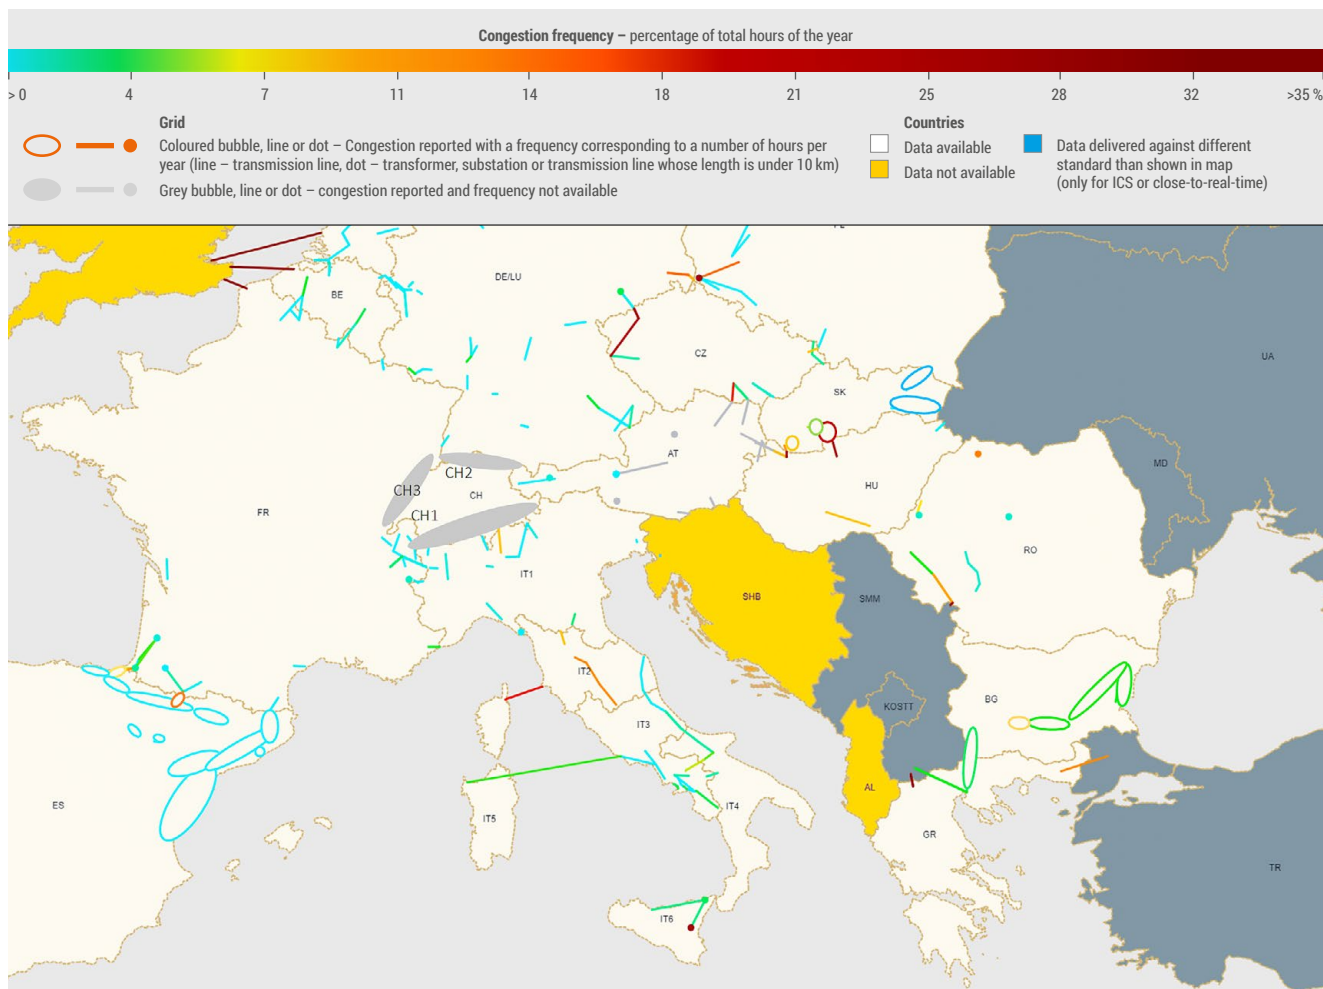 Congestion frequency – percentage of total hours of the year
> 0 4 7 11 14 18 21 25 28 32 >35 %
Grid
Coloured bubble, line or dot – Congestion reported with a frequency corresponding to a number of hours per
year (line – transmission line, dot – transformer, substation or transmission line whose length is under 10 km)
Grey bubble, line or dot – congestion reported and frequency not available
Countries
Data available
Data not available
Data delivered against different
standard than shown in map
(only for ICS or close-to-real-time)
DE/LU
BE
CZ
UA
SK
AT
MD
CH2
CH3
CH
HU
CH1
FR
RO
IT1
SHB
SMM
IT2
BG
KOSTT
IT3
ES
AL
IT4
IT5
GR
TR
IT6